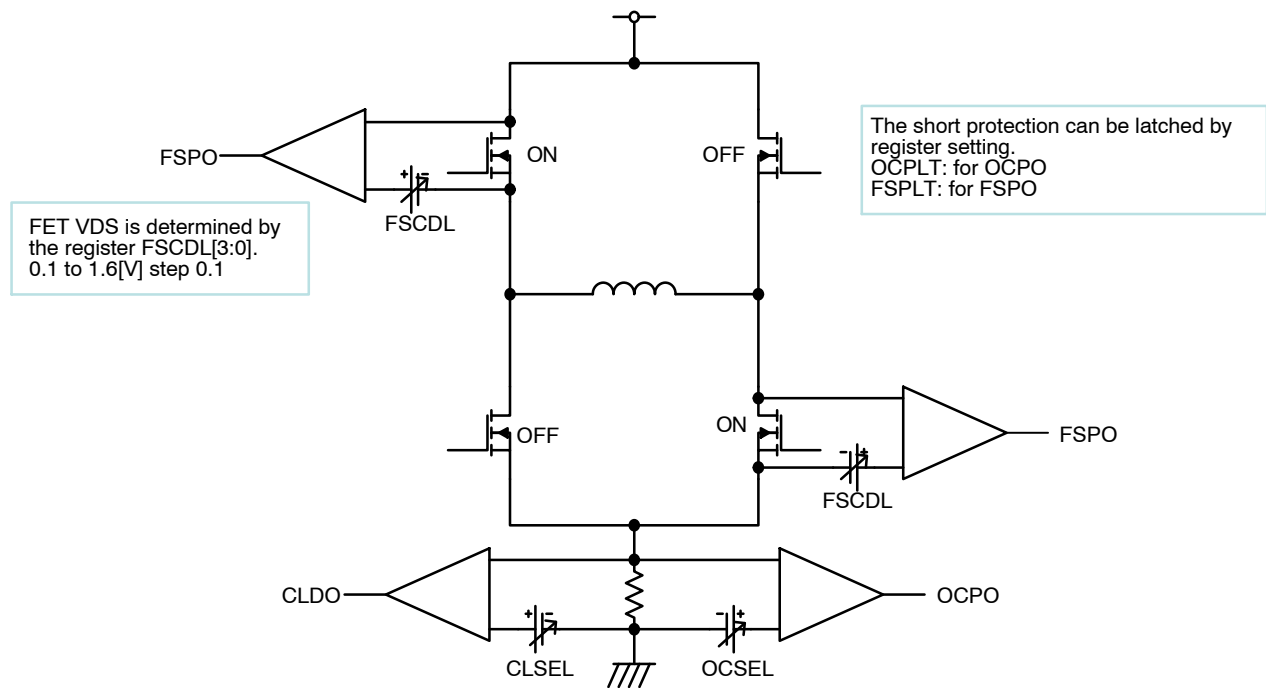 The short protection can be latched by
register setting.
OCPLT: for OCPO
FSPLT: for FSPO
FSPO
ON
OFF
+ -
FSCDL
FET VDS is determined by
the register FSCDL[3:0].
0.1 to 1.6[V] step 0.1
OFF
ON
FSPO
- +
FSCDL
CLDO
OCPO
+ -
- +
CLSEL
OCSEL